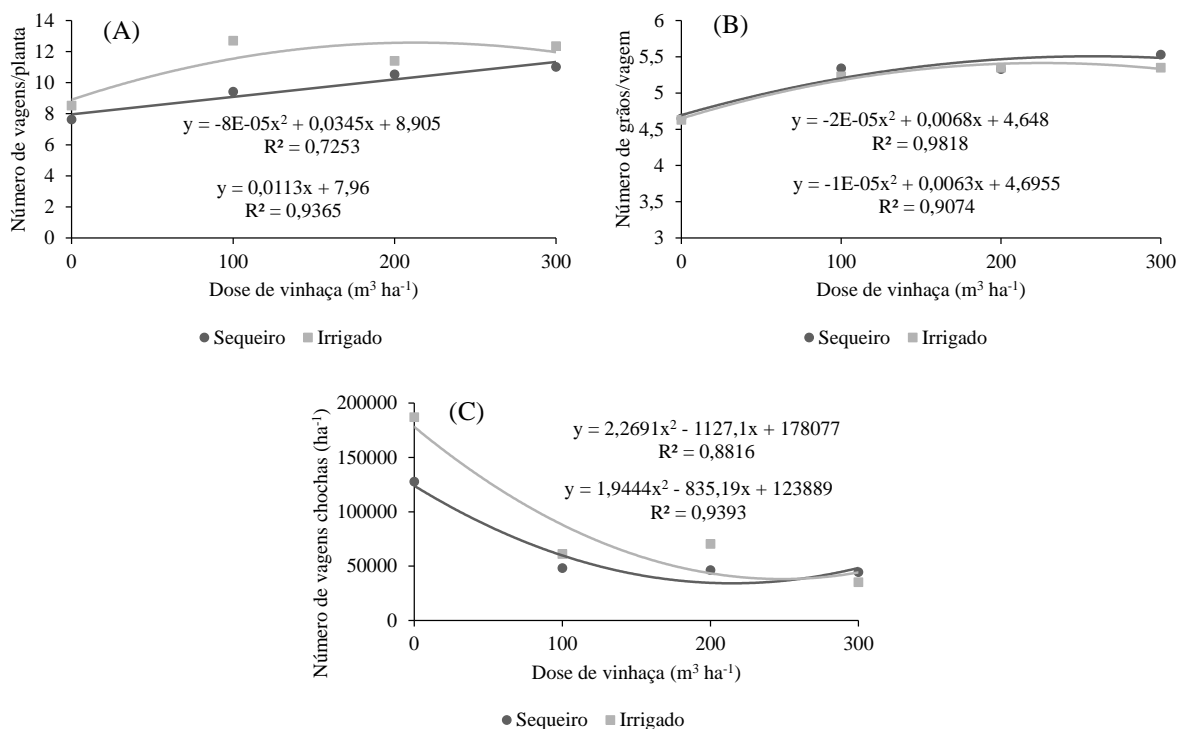 (A)
Número de vagens/planta
14
12
10
8
6
4
2
0
y = -8E-05x² + 0,0345x + 8,905
R² = 0,7253
y = 0,0113x + 7,96
R² = 0,9365
0 100 200 300
Dose de vinhaça (m³ ha⁻¹)
Sequeiro Irrigado
(B)
Número de grãos/vagem
6
5,5
5
4,5
4
3,5
3
y = -2E-05x² + 0,0068x + 4,648
R² = 0,9818
y = -1E-05x² + 0,0063x + 4,6955
R² = 0,9074
0 100 200 300
Dose de vinhaça (m³ ha⁻¹)
Sequeiro Irrigado
(C)
Número de vagens chochas (ha⁻¹)
200000
150000
100000
50000
0
y = 2,2691x² - 1127,1x + 178077
R² = 0,8816
y = 1,9444x² - 835,19x + 123889
R² = 0,9393
0 100 200 300
Dose de vinhaça (m³ ha⁻¹)
Sequeiro Irrigado